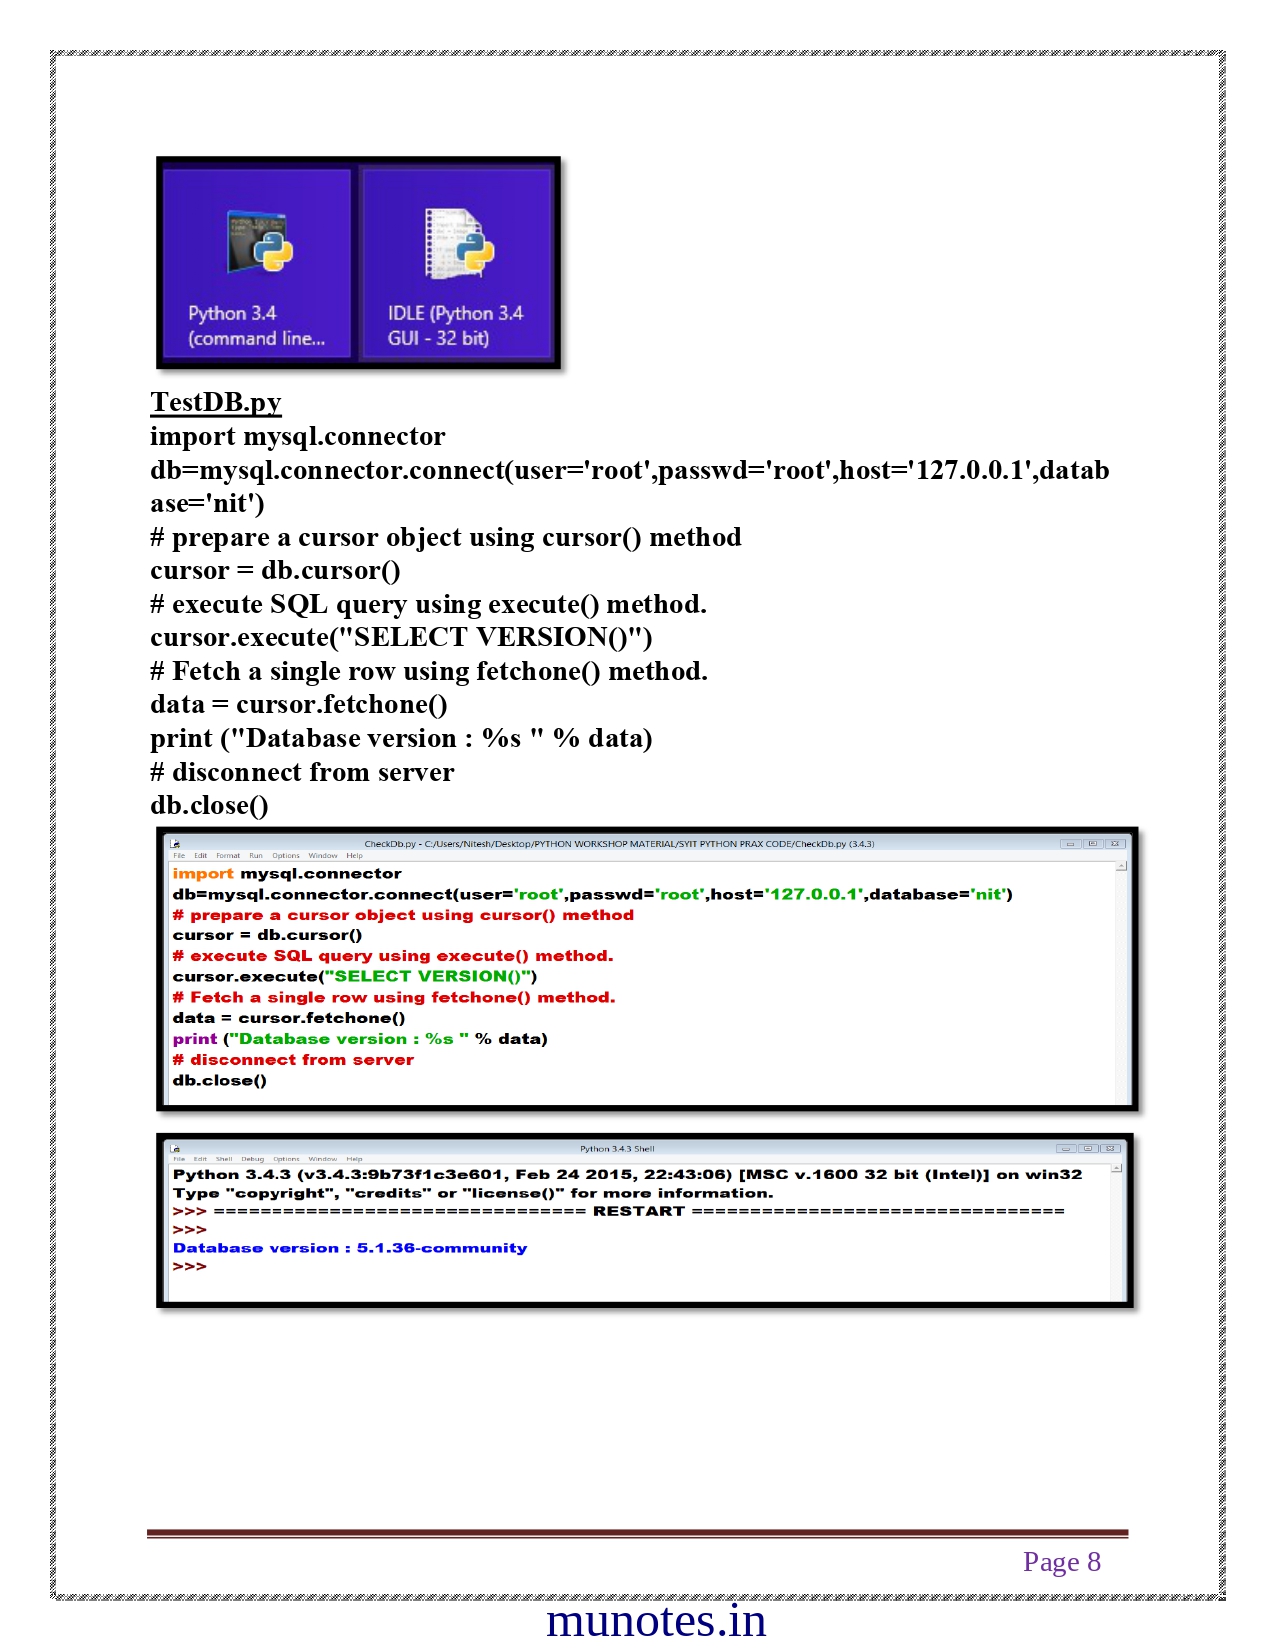 Python 3.4
(command line...
IDLE (Python 3.4
GUI - 32 bit)
TestDB.py
import mysql.connector
db=mysql.connector.connect(user='root',passwd='root',host='127.0.0.1',datab
ase='nit')
# prepare a cursor object using cursor() method
cursor = db.cursor()
# execute SQL query using execute() method.
cursor.execute("SELECT VERSION()")
# Fetch a single row using fetchone() method.
data = cursor.fetchone()
print ("Database version : %s " % data)
# disconnect from server
db.close()
CheckDb.py - C:/Users/Nitesh/Desktop/PYTHON WORKSHOP MATERIAL/SYIT PYTHON PRAX CODE/CheckDb.py (3.4.3)
File Edit Format Run Options Window Help
import mysql.connector
db=mysql.connector.connect(user='root',passwd='root',host='127.0.0.1',database='nit')
# prepare a cursor object using cursor() method
cursor = db.cursor()
# execute SQL query using execute() method.
cursor.execute("SELECT VERSION()")
# Fetch a single row using fetchone() method.
data = cursor.fetchone()
print ("Database version : %s " % data)
# disconnect from server
db.close()
Python 3.4.3 Shell
File Edit Shell Debug Options Window Help
Python 3.4.3 (v3.4.3:9b73f1c3e601, Feb 24 2015, 22:43:06) [MSC v.1600 32 bit (Intel)] on win32
Type "copyright", "credits" or "license()" for more information.
>>> ================================ RESTART ================================
>>>
Database version : 5.1.36-community
>>>
Page 8
munotes.in